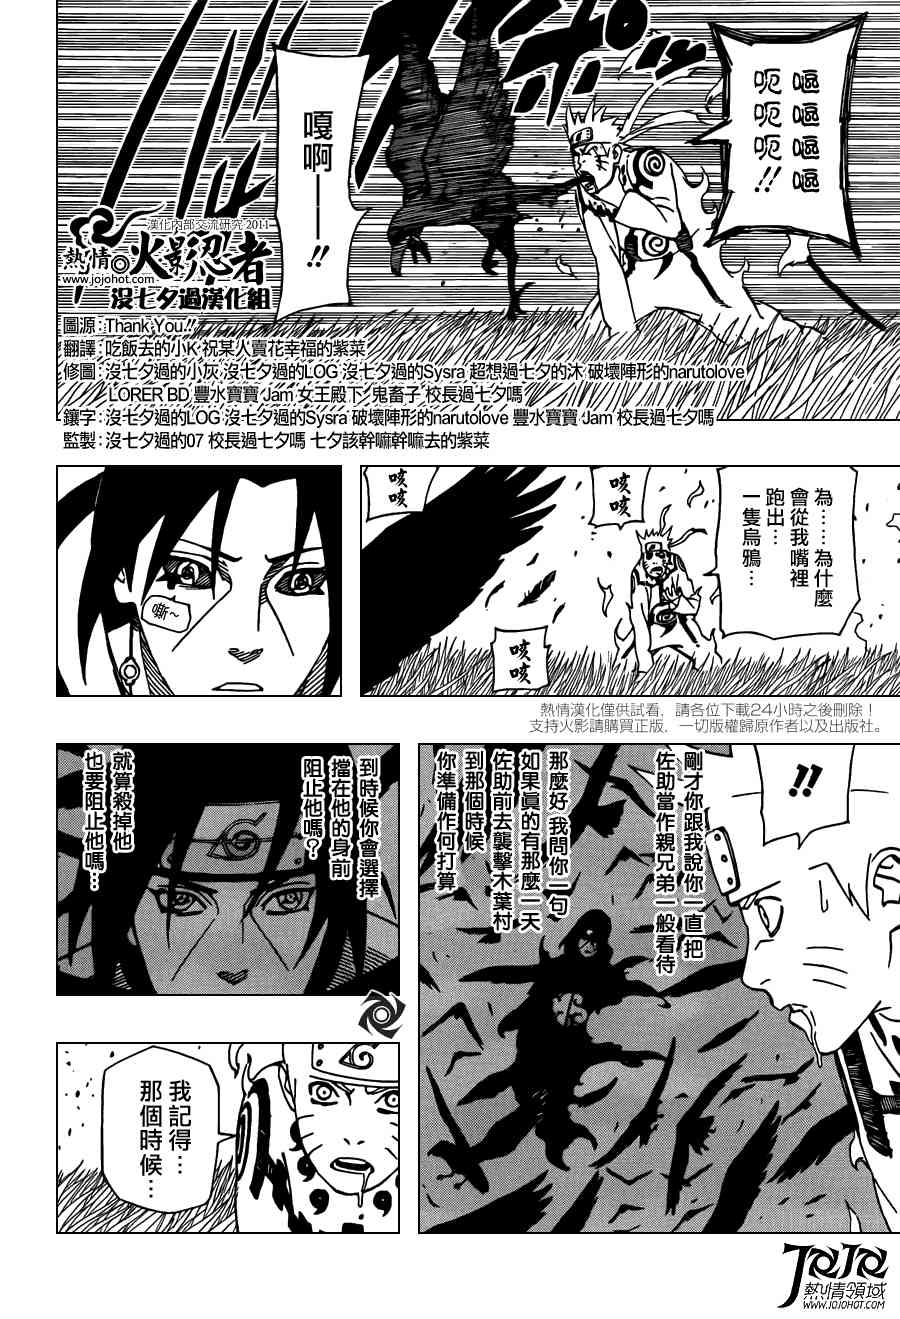 嘔嘔嘔嘔
呃呃呃!!
嘎啊——!!
漢化內部交流研究 2011
熱情 火影忍者
www.jojohot.com
沒七夕過漢化組
圖源：Thank You!!
翻譯：吃飯去的小K 祝某人賣花幸福的紫菜
修圖：沒七夕過的小灰 沒七夕過的LOG 沒七夕過的Sysra 超想過七夕的沐 破壞陣形的narutolove
LORER BD 豐水寶寶 Jam 女王殿下 鬼畜子 校長過七夕嗎
鑲字：沒七夕過的LOG 沒七夕過的Sysra 破壞陣形的narutolove 豐水寶寶 Jam 校長過七夕嗎
監製：沒七夕過的07 校長過七夕嗎 七夕該幹嘛幹嘛去的紫菜
為……為什麼
會從我嘴裡
跑出…
一隻烏鴉…
咳咳
咳咳
咳咳
嘶~
熱情漢化僅供試看，請各位下載24小時之後刪除！
支持火影請購買正版，一切版權歸原作者以及出版社。
!!
剛才你跟我說你一直把
佐助當作親兄弟一般看待
那麼好 我問你一句
如果真的有那麼一天
佐助前去襲擊木葉村
到那個時候
你準備作何打算
到時候你會選擇
擋在他的身前
阻止他嗎？
就算殺掉他
也要阻止他嗎…
我記得…
那個時候…
JOJO
熱情領域
WWW.JOJOHOT.COM